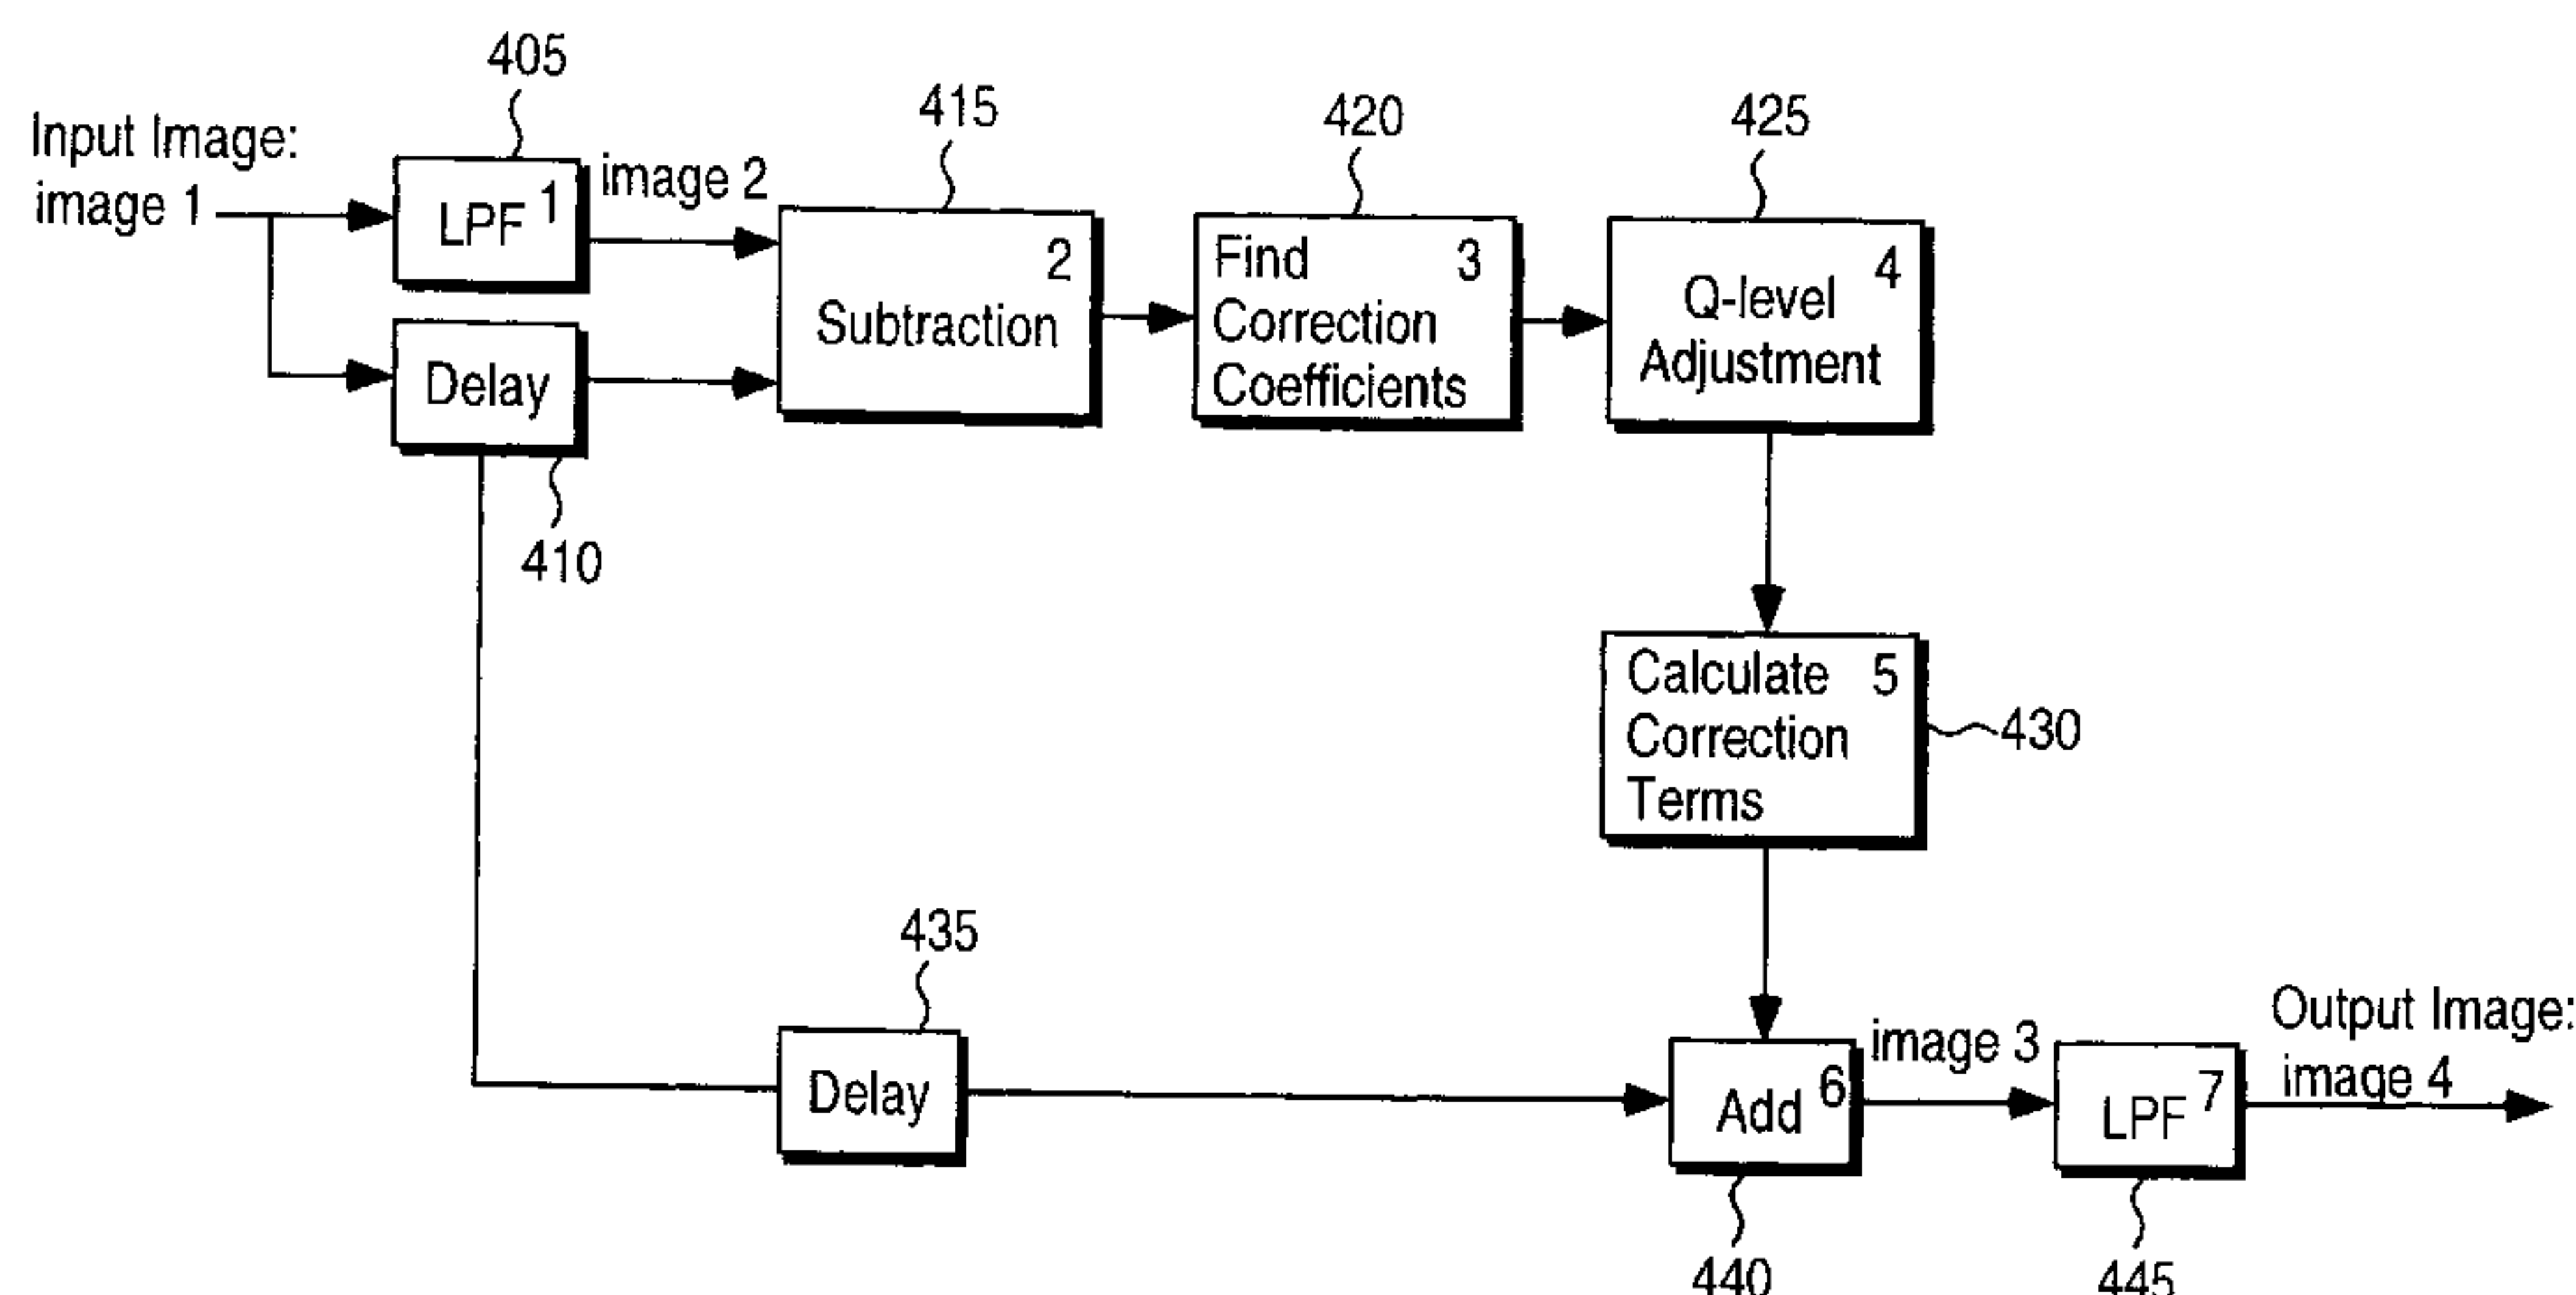 405
Input Image:
image 1
LPF 1
image 2
415
2
Subtraction
420
Find 3
Correction
Coefficients
425
4
Q-level
Adjustment
Delay
410
Calculate 5
Correction
Terms
430
435
Delay
Add 6
image 3
LPF 7
Output Image:
image 4
440
445